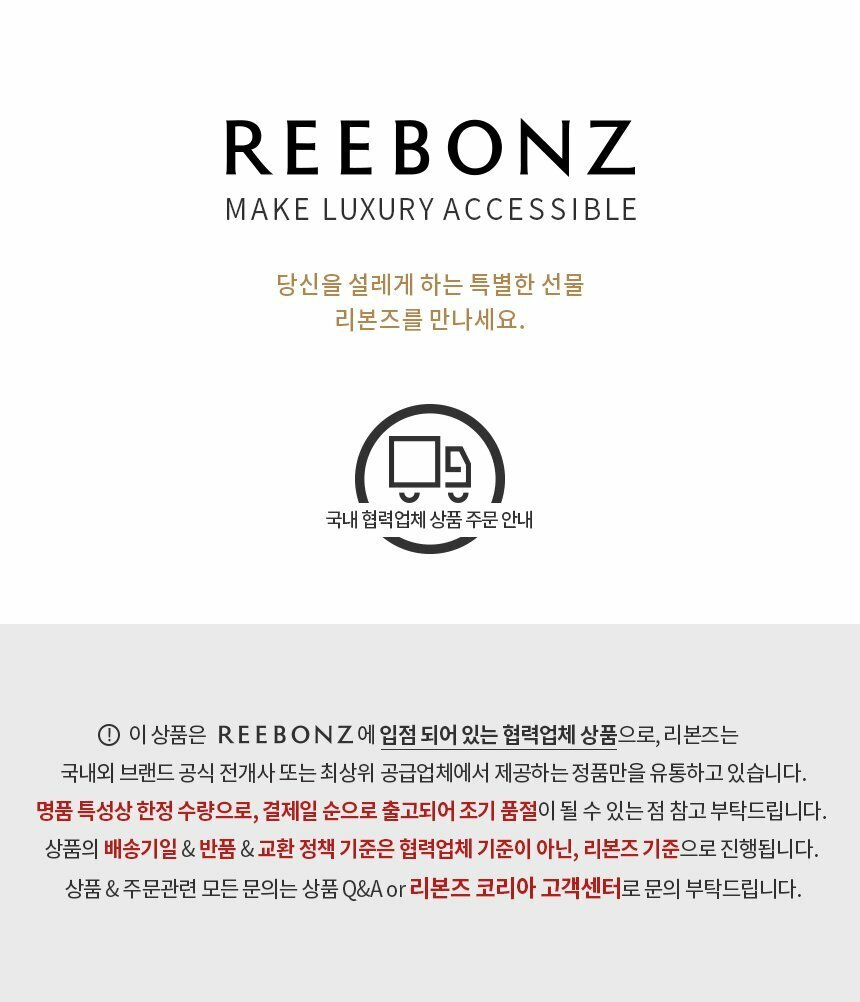 REEBONZ
MAKE LUXURY ACCESSIBLE
당신을 설레게 하는 특별한 선물
리본즈를 만나세요.
국내 협력업체 상품 주문 안내
이 상품은 REEBONZ에 입점 되어 있는 협력업체 상품으로, 리본즈는
국내외 브랜드 공식 전개사 또는 최상위 공급업체에서 제공하는 정품만을 유통하고 있습니다.
명품 특성상 한정 수량으로, 결제일 순으로 출고되어 조기 품절이 될 수 있는 점 참고 부탁드립니다.
상품의 배송기일 & 반품 & 교환 정책 기준은 협력업체 기준이 아닌, 리본즈 기준으로 진행됩니다.
상품 & 주문관련 모든 문의는 상품 Q&A or 리본즈 코리아 고객센터로 문의 부탁드립니다.